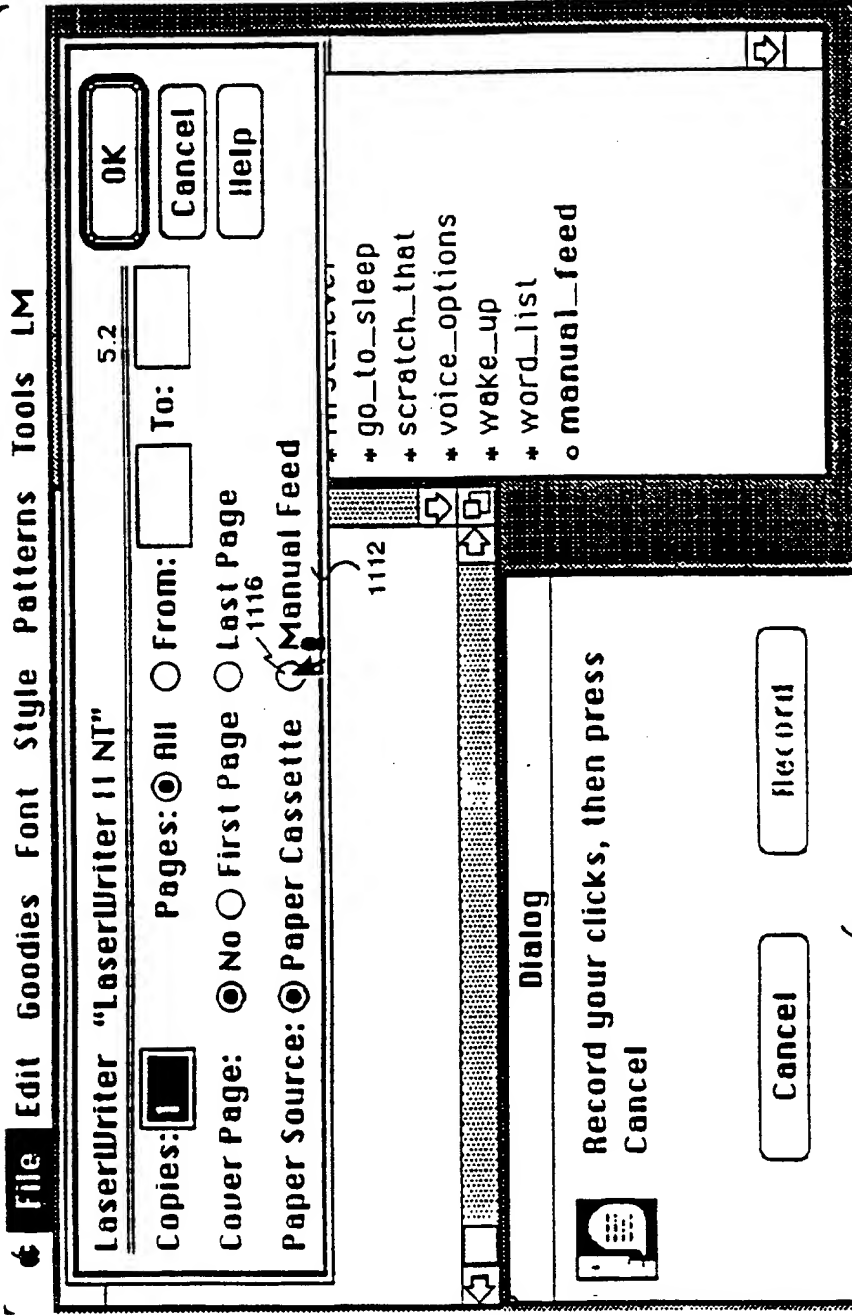 File Edit Goodies Font Style Patterns Tools LM
LaserWriter "LaserWriter II NT" 5.2
OK
Copies: 1 Pages: All From: To:
Cancel
Cover Page: No First Page Last Page
Help
1116
Paper Source: Paper Cassette Manual Feed
1112
* first_level
* go_to_sleep
* scratch_that
* voice_options
* wake_up
* word_list
o manual_feed
Dialog
Record your clicks, then press
Cancel
Cancel Record